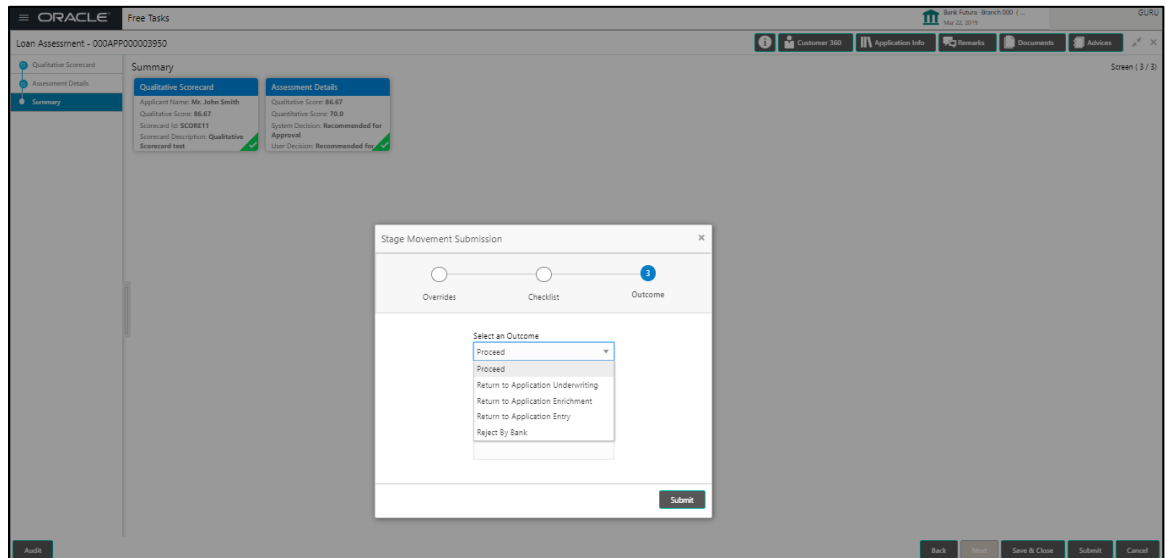 ORACLE
Free Tasks
Bank Futura -Branch 000 (...
Mar 22, 2019
GURU
Loan Assessment - 000APP000003950
Customer 360
Application Info
Remarks
Documents
Advices
Qualitative Scorecard
Assessment Details
Summary
Summary
Screen ( 3 / 3)
Qualitative Scorecard
Applicant Name: Mr. John Smith
Qualitative Score: 86.67
Scorecard Id: SCORE11
Scorecard Description: Qualitative
Scorecard test
Assessment Details
Qualitative Score: 86.67
Quantitative Score: 70.0
System Decision: Recommended for
Approval
User Decision: Recommended for
Stage Movement Submission
3
Overrides
Checklist
Outcome
Select an Outcome
Proceed
Proceed
Return to Application Underwriting
Return to Application Enrichment
Return to Application Entry
Reject By Bank
Submit
Audit
Back
Next
Save & Close
Submit
Cancel